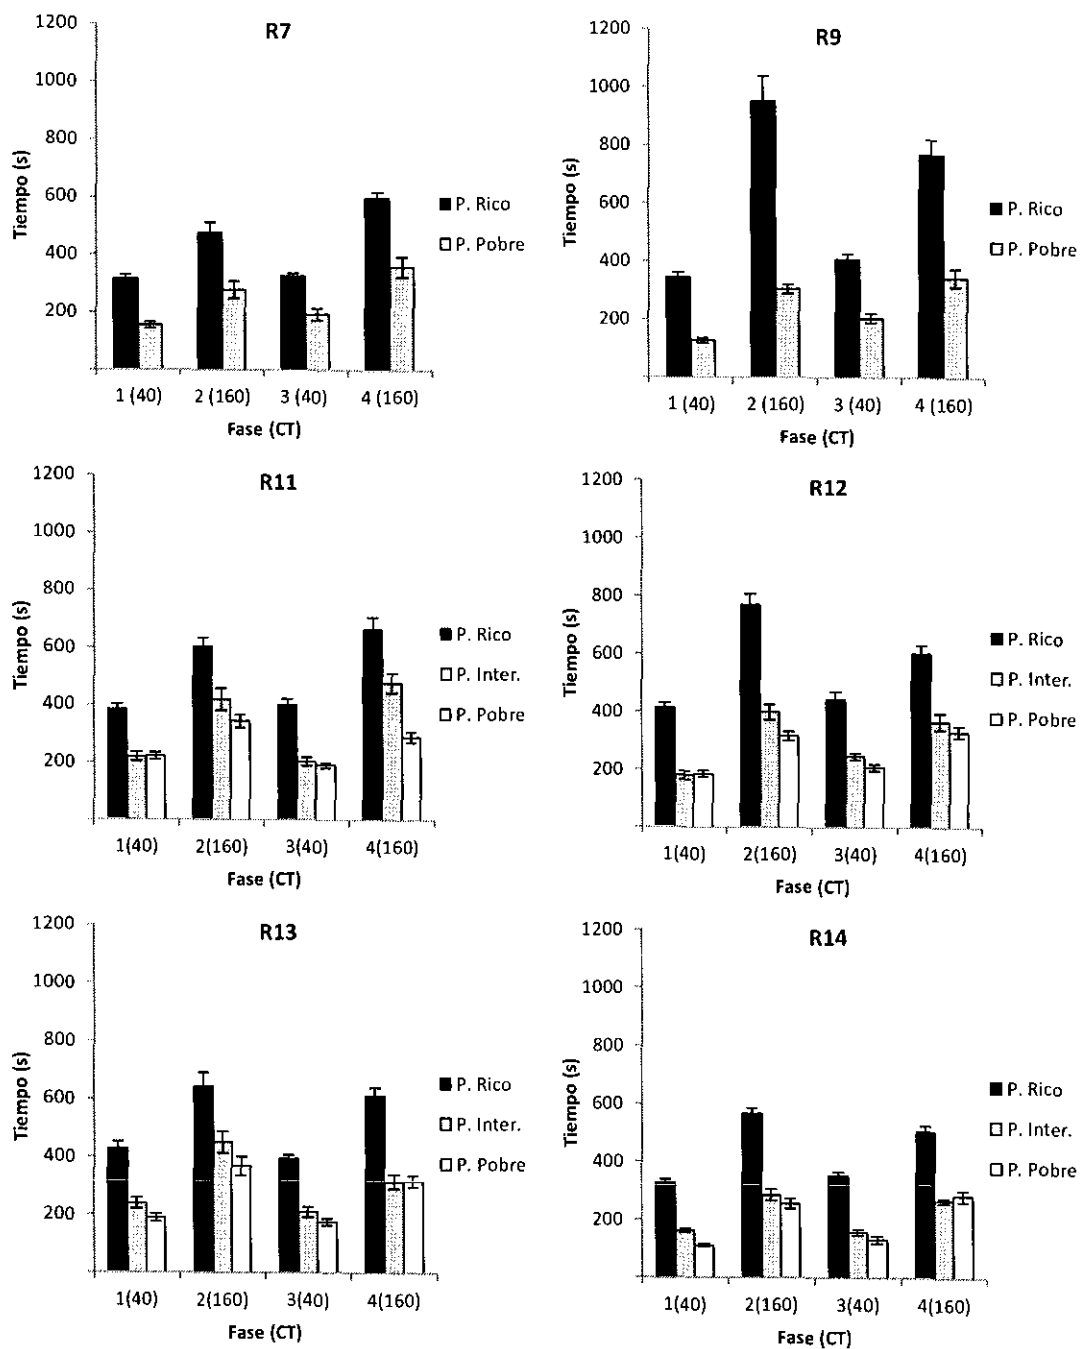 R7
1200
1000
800
600
400
200
Tiempo (s)
P. Rico
P. Pobre
1 (40) 2 (160) 3 (40) 4 (160)
Fase (CT)
R9
1200
1000
800
600
400
200
Tiempo (s)
P. Rico
P. Pobre
1 (40) 2 (160) 3 (40) 4 (160)
Fase (CT)
R11
1200
1000
800
600
400
200
Tiempo (s)
P. Rico
P. Inter.
P. Pobre
1(40) 2(160) 3(40) 4(160)
Fase (CT)
R12
1200
1000
800
600
400
200
Tiempo (s)
P. Rico
P. Inter.
P. Pobre
1(40) 2(160) 3(40) 4(160)
Fase (CT)
R13
1200
1000
800
600
400
200
Tiempo (s)
P. Rico
P. Inter.
P. Pobre
1(40) 2(160) 3(40) 4(160)
Fase (CT)
R14
1200
1000
800
600
400
200
Tiempo (s)
P. Rico
P. Inter.
P. Pobre
1(40) 2(160) 3(40) 4(160)
Fase (CT)